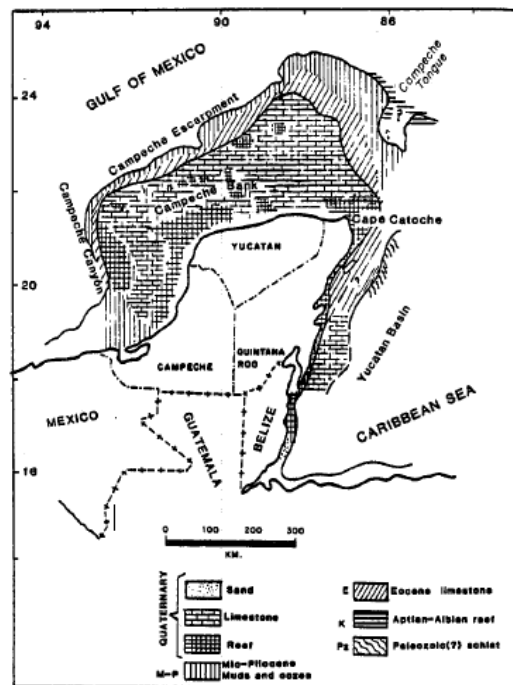 94
90
86
GULF OF MEXICO
Campeche Tongue
24
Campeche Escarpment
22
Campeche Bank
Cape Catoche
Campeche Canyon
YUCATAN
20
Yucatan Basin
CAMPECHE
QUINTANA
ROO
MEXICO
GUATEMALA
BELIZE
CARIBBEAN SEA
16
0 100 200 300
KM.
QUATERNARY
Sand
Limestone
Reef
M-P Mio-Pliocene
Muds and oozes
E Eocene limestone
K Aptian-Albian reef
Pz Paleozoic(?) schist